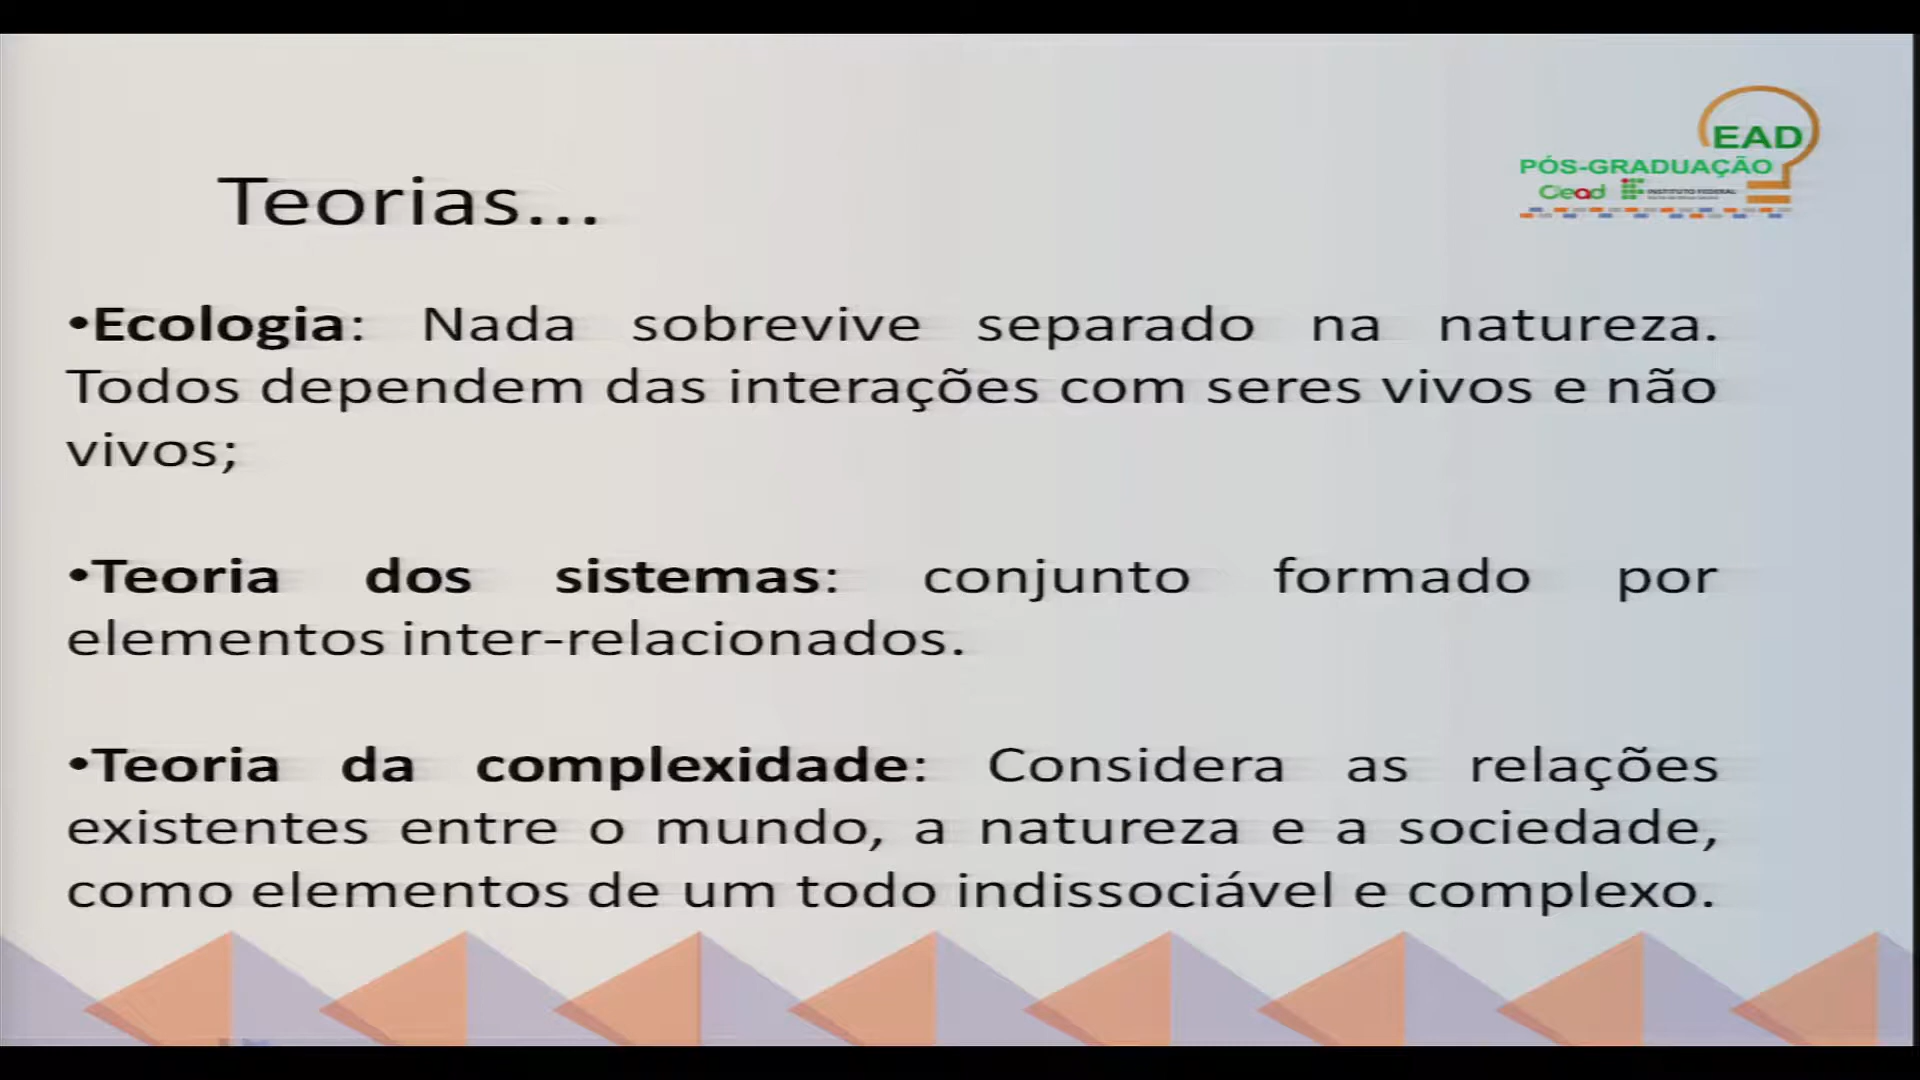 EAD
PÓS-GRADUAÇÃO
Cead INSTITUTO FEDERAL
Teorias...
•Ecologia: Nada sobrevive separado na natureza.
Todos dependem das interações com seres vivos e não
vivos;
•Teoria dos sistemas: conjunto formado por
elementos inter-relacionados.
•Teoria da complexidade: Considera as relações
existentes entre o mundo, a natureza e a sociedade,
como elementos de um todo indissociável e complexo.